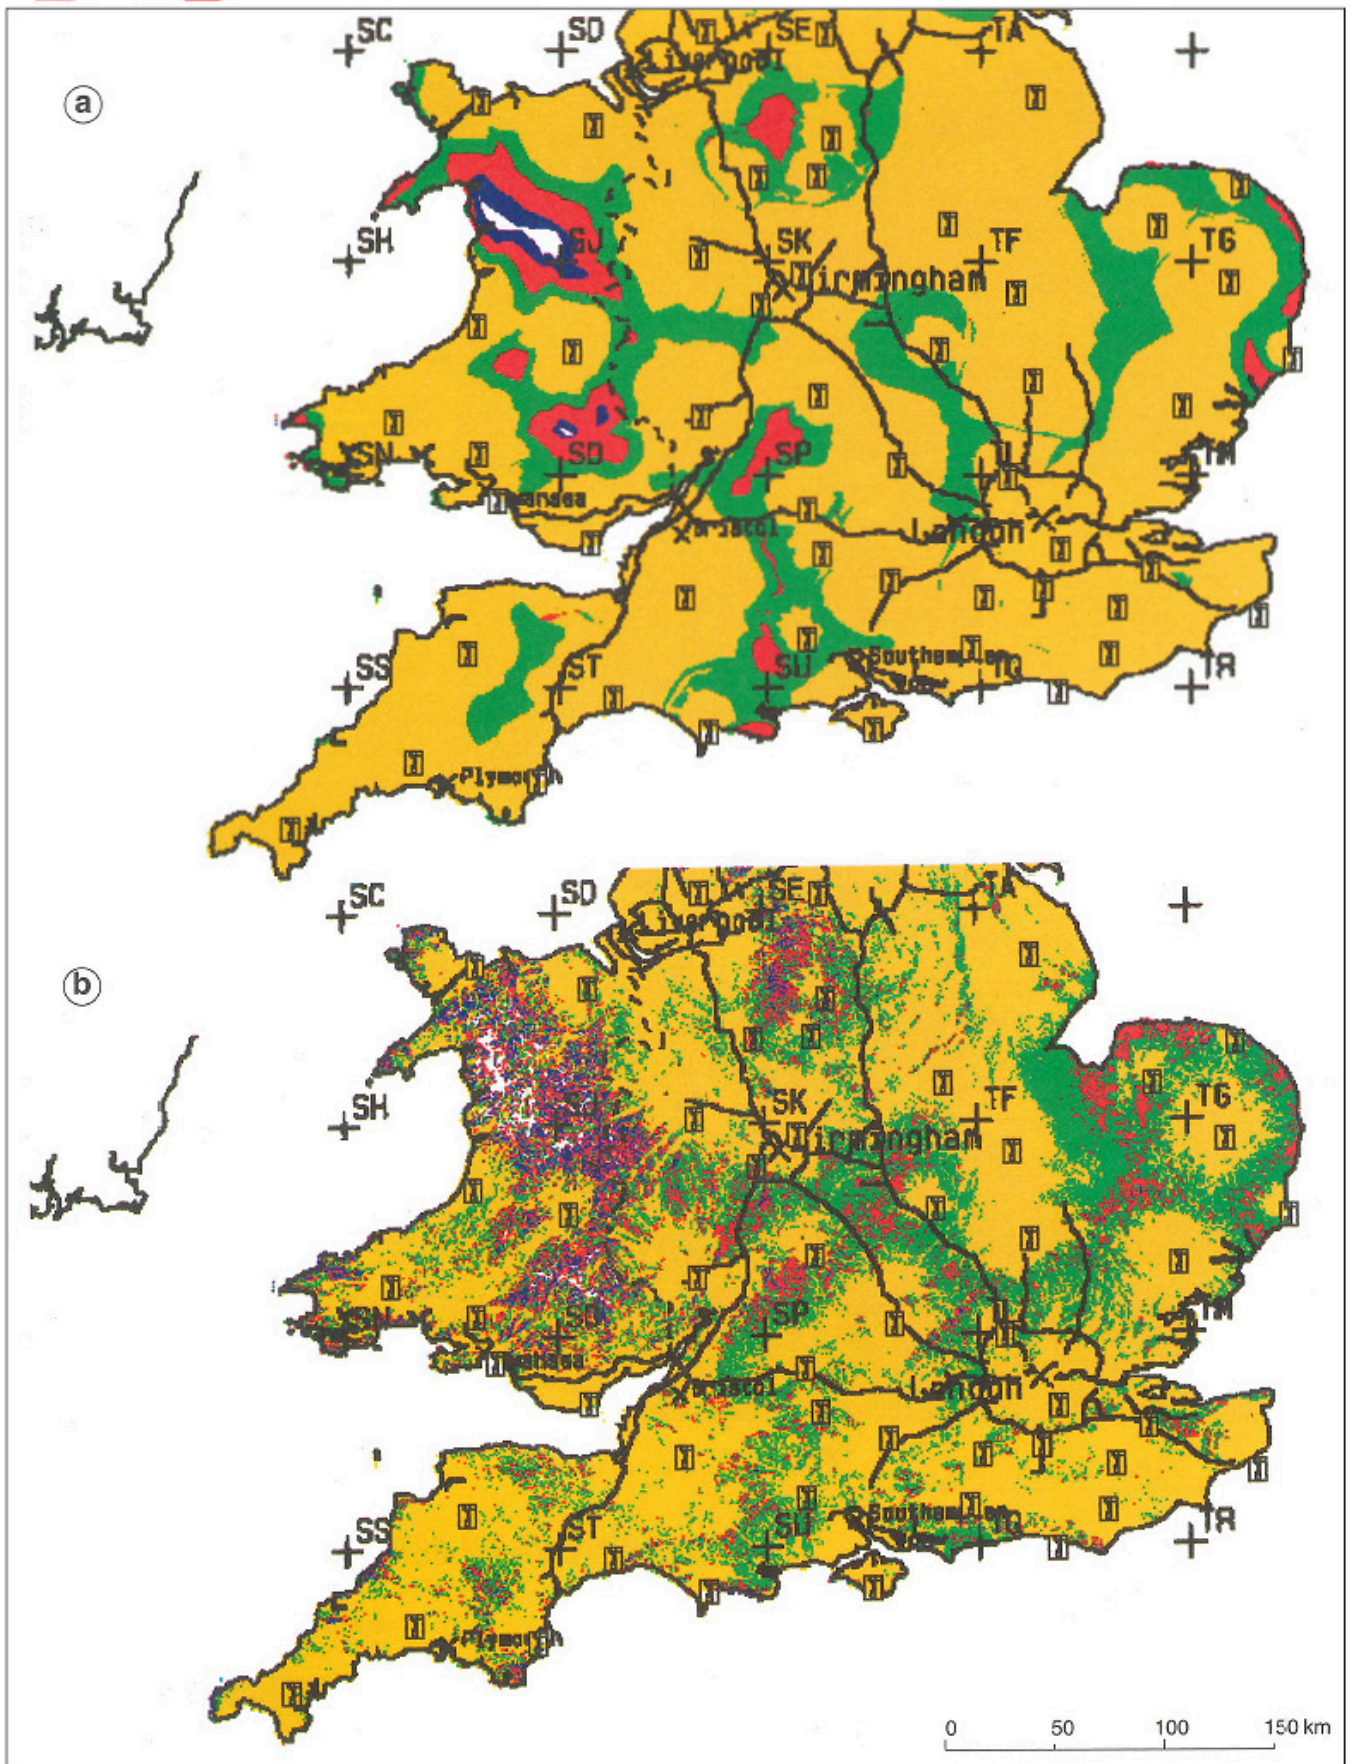 SC SD SE TA
Liverpool
a
SH SJ SK TF TG
Birmingham
SN SO SP TM
Swansea
Bristol
London
SS ST SU TQ TR
Southampton
Plymouth
SC SD SE TA
Liverpool
b
SH SJ SK TF TG
Birmingham
SN SO SP TM
Swansea
Bristol
London
SS ST SU TQ TR
Southampton
Plymouth
0 50 100 150 km